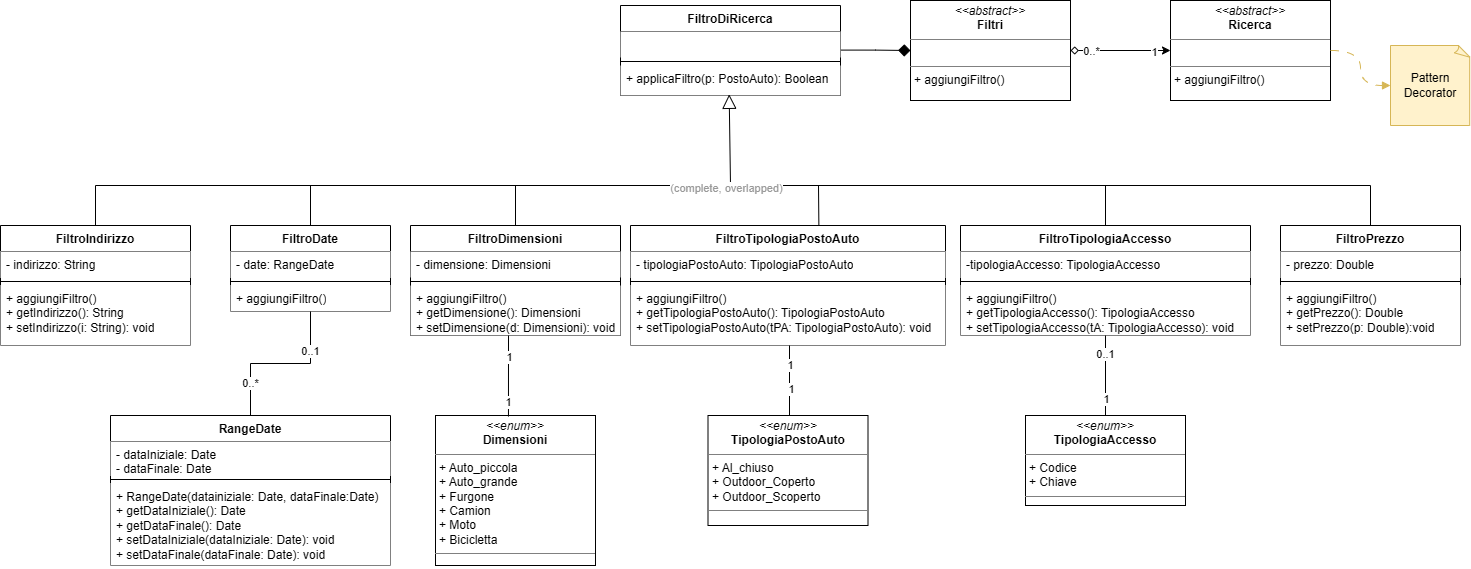 FiltroDiRicerca
+ applicaFiltro(p: PostoAuto): Boolean
<<abstract>>
Filtri
+ aggiungiFiltro()
0..*
1
<<abstract>>
Ricerca
+ aggiungiFiltro()
Pattern
Decorator
(complete, overlapped)
FiltroIndirizzo
- indirizzo: String
+ aggiungiFiltro()
+ getIndirizzo(): String
+ setIndirizzo(i: String): void
FiltroDate
- date: RangeDate
+ aggiungiFiltro()
FiltroDimensioni
- dimensione: Dimensioni
+ aggiungiFiltro()
+ getDimensione(): Dimensioni
+ setDimensione(d: Dimensioni): void
FiltroTipologiaPostoAuto
- tipologiaPostoAuto: TipologiaPostoAuto
+ aggiungiFiltro()
+ getTipologiaPostoAuto(): TipologiaPostoAuto
+ setTipologiaPostoAuto(tPA: TipologiaPostoAuto): void
FiltroTipologiaAccesso
-tipologiaAccesso: TipologiaAccesso
+ aggiungiFiltro()
+ getTipologiaAccesso(): TipologiaAccesso
+ setTipologiaAccesso(tA: TipologiaAccesso): void
FiltroPrezzo
- prezzo: Double
+ aggiungiFiltro()
+ getPrezzo(): Double
+ setPrezzo(p: Double):void
0..1
0..*
1
1
1
1
0..1
1
RangeDate
- dataIniziale: Date
- dataFinale: Date
+ RangeDate(datainiziale: Date, dataFinale:Date)
+ getDataIniziale(): Date
+ getDataFinale(): Date
+ setDataIniziale(dataIniziale: Date): void
+ setDataFinale(dataFinale: Date): void
<<enum>>
Dimensioni
+ Auto_piccola
+ Auto_grande
+ Furgone
+ Camion
+ Moto
+ Bicicletta
<<enum>>
TipologiaPostoAuto
+ Al_chiuso
+ Outdoor_Coperto
+ Outdoor_Scoperto
<<enum>>
TipologiaAccesso
+ Codice
+ Chiave